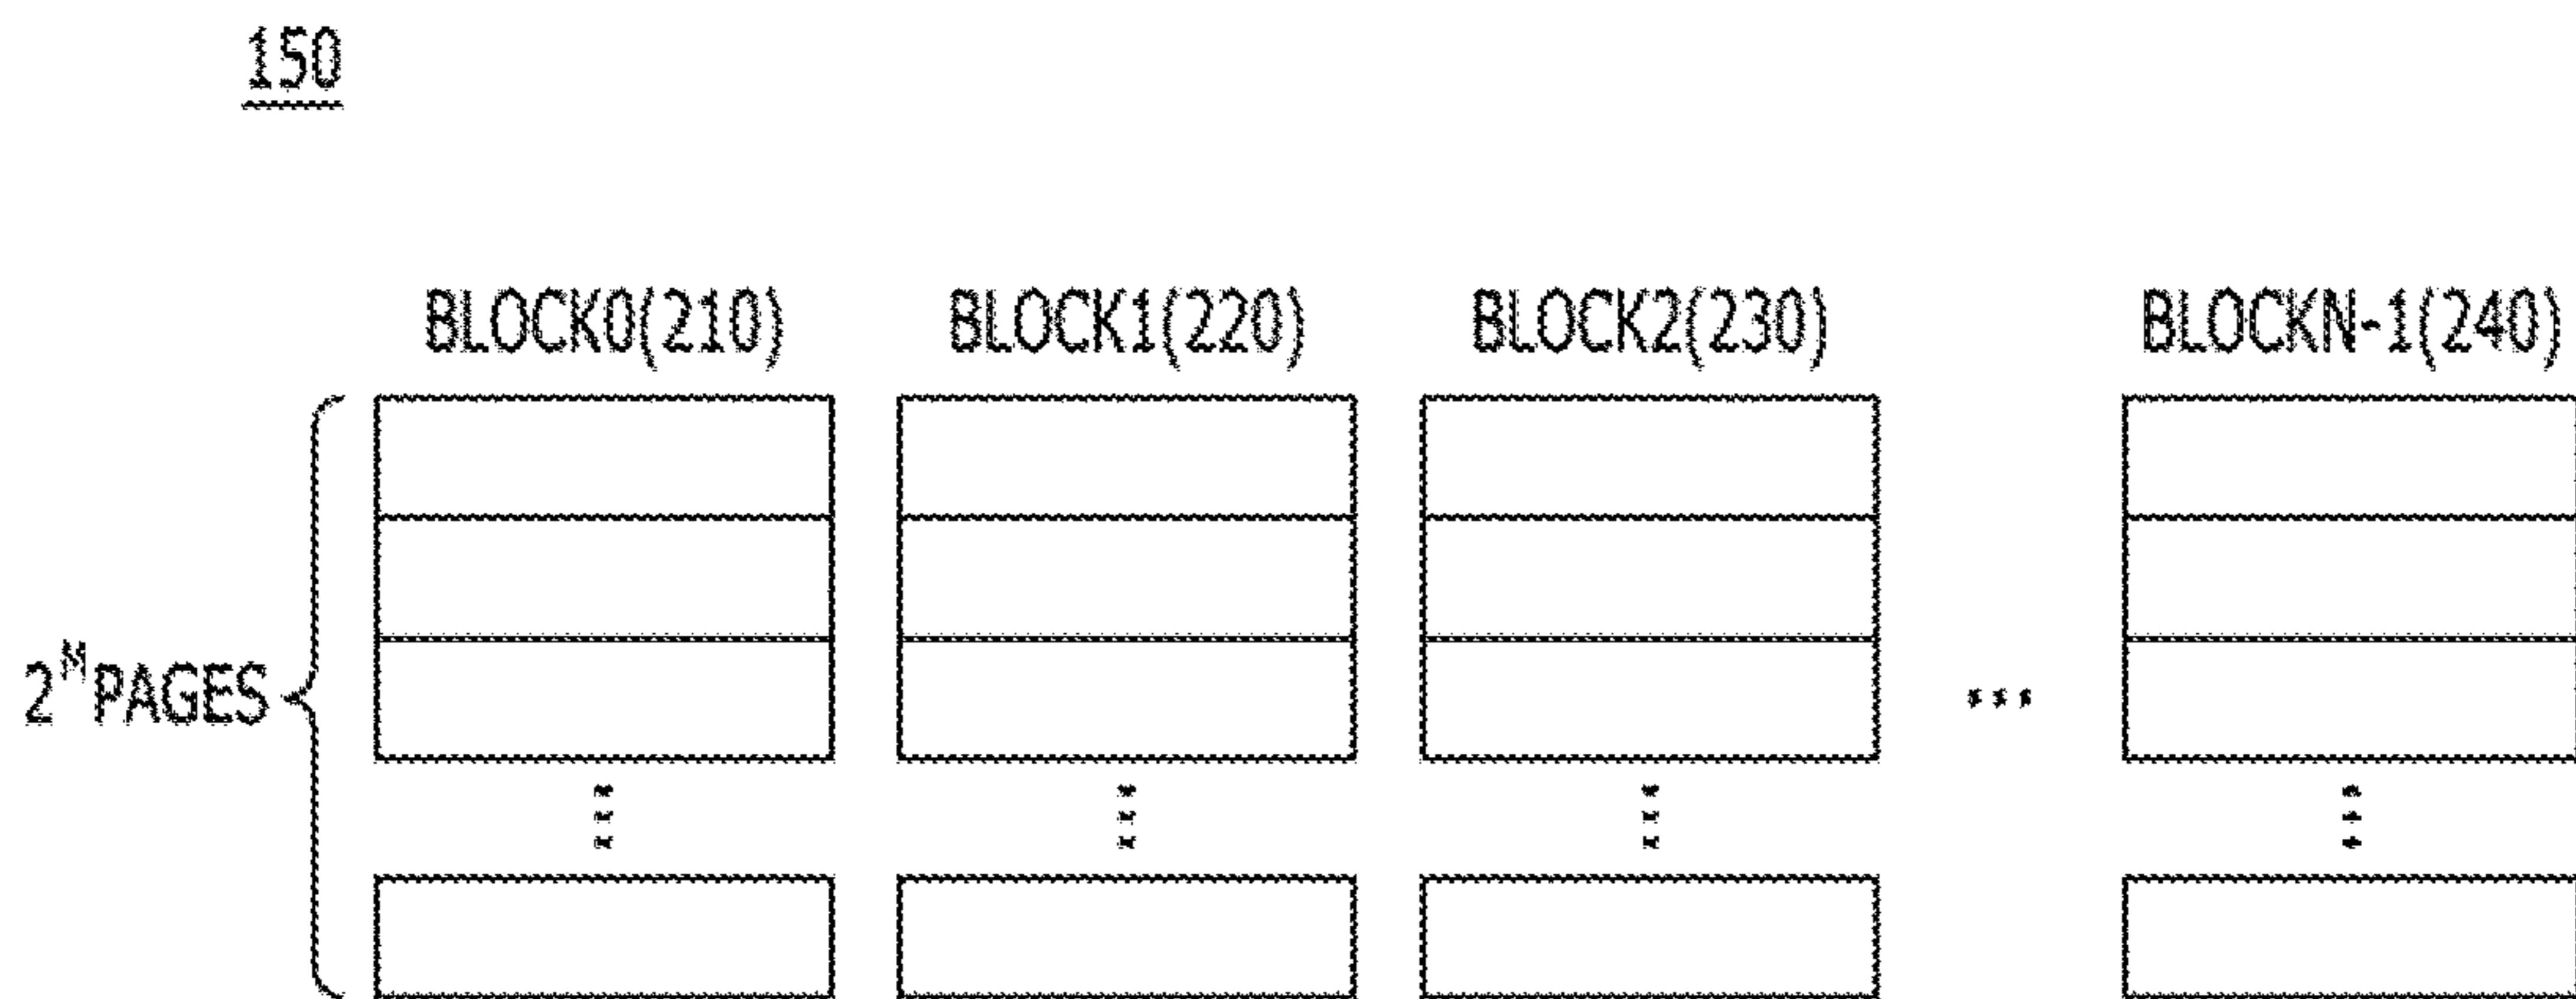 150
BLOCK0(210) BLOCK1(220) BLOCK2(230) BLOCKN-1(240)
2^M PAGES
...